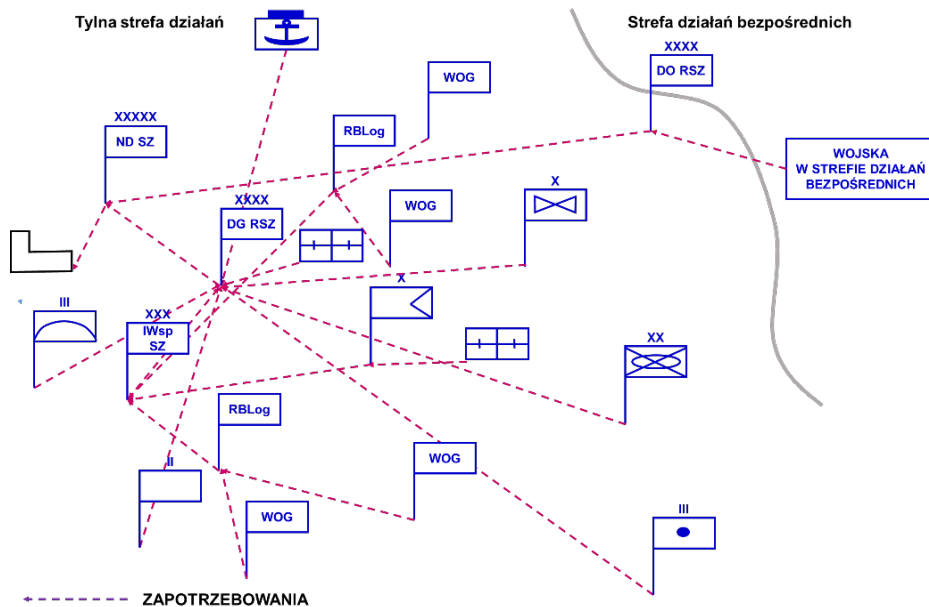 Tylna strefa działań
Strefa działań bezpośrednich
XXXX
DO RSZ
WOG
XXXXX
ND SZ
RBLog
WOJSKA
W STREFIE DZIAŁAŃ
BEZPOŚREDNICH
X
XXXX
DG RSZ
WOG
X
III
XXX
IWsp
SZ
XX
RBLog
WOG
II
WOG
III
ZAPOTRZEBOWANIA